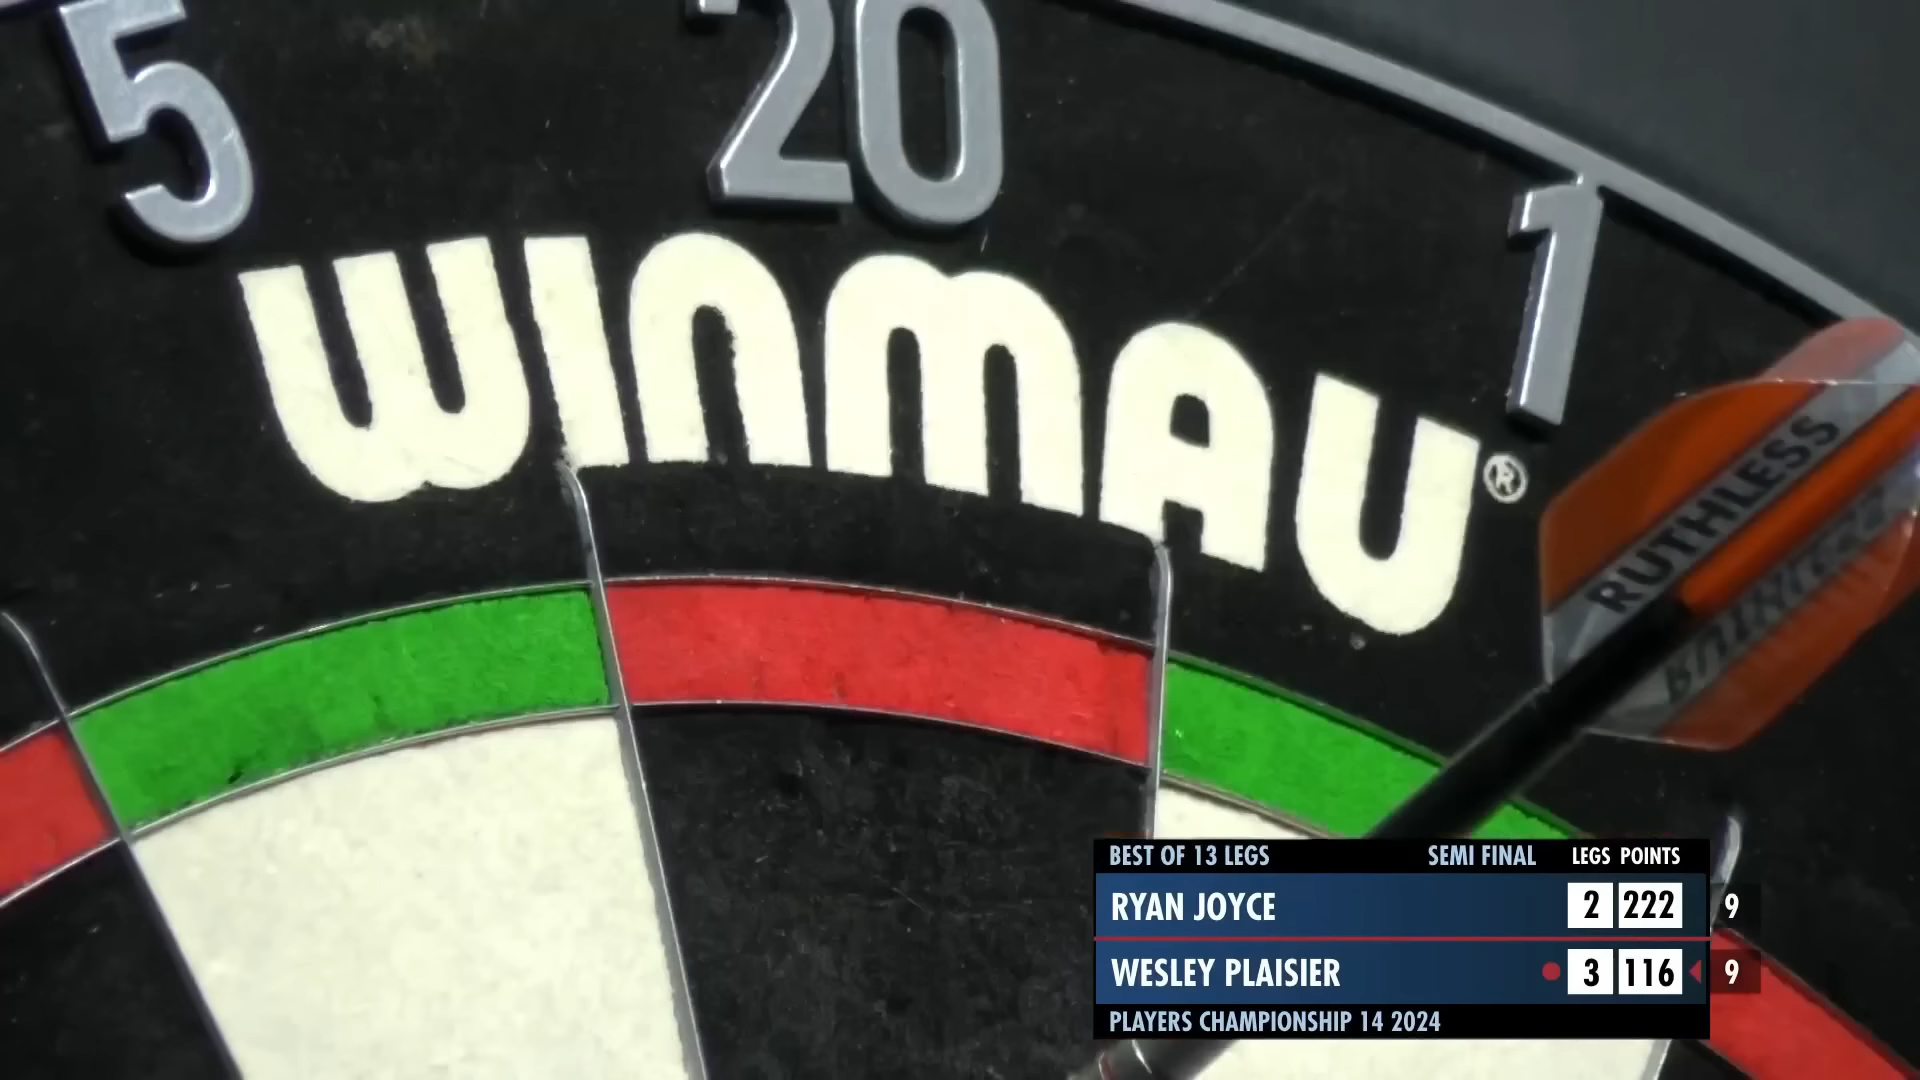 5 20 1
WINMAU®
RUTHLESS
BEST OF 13 LEGS SEMI FINAL LEGS POINTS
RYAN JOYCE 2 222 9
WESLEY PLAISIER 3 116 9
PLAYERS CHAMPIONSHIP 14 2024